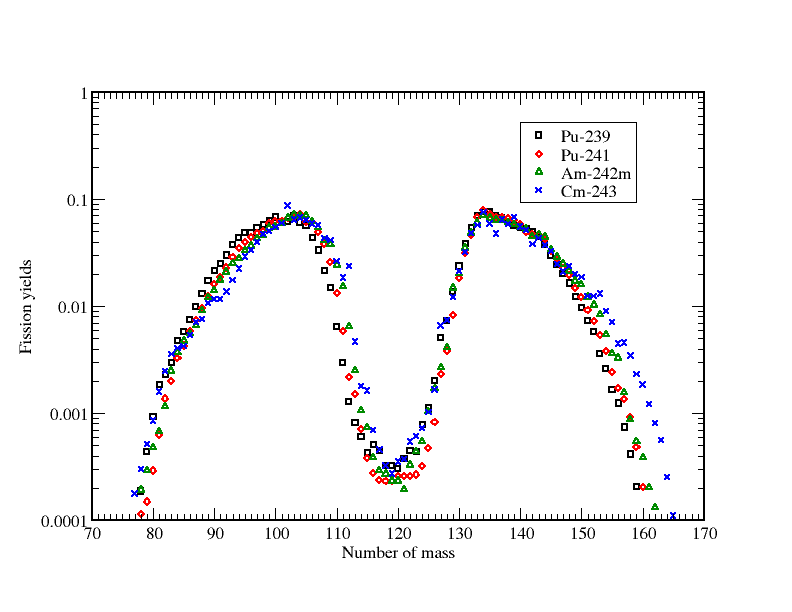 1
0.1
0.01
0.001
0.0001
Fission yields
Pu-239
Pu-241
Am-242m
Cm-243
70 80 90 100 110 120 130 140 150 160 170
Number of mass